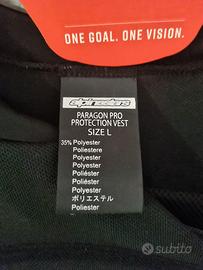 ONE GOAL. ONE VISION.
alpinestars
PARAGON PRO
PROTECTION VEST
SIZE L
35% Polyester
Poliestere
Polyester
Polyester
Poliéster
Poliéster
Polyester
ポリエステル
Poliester
subito